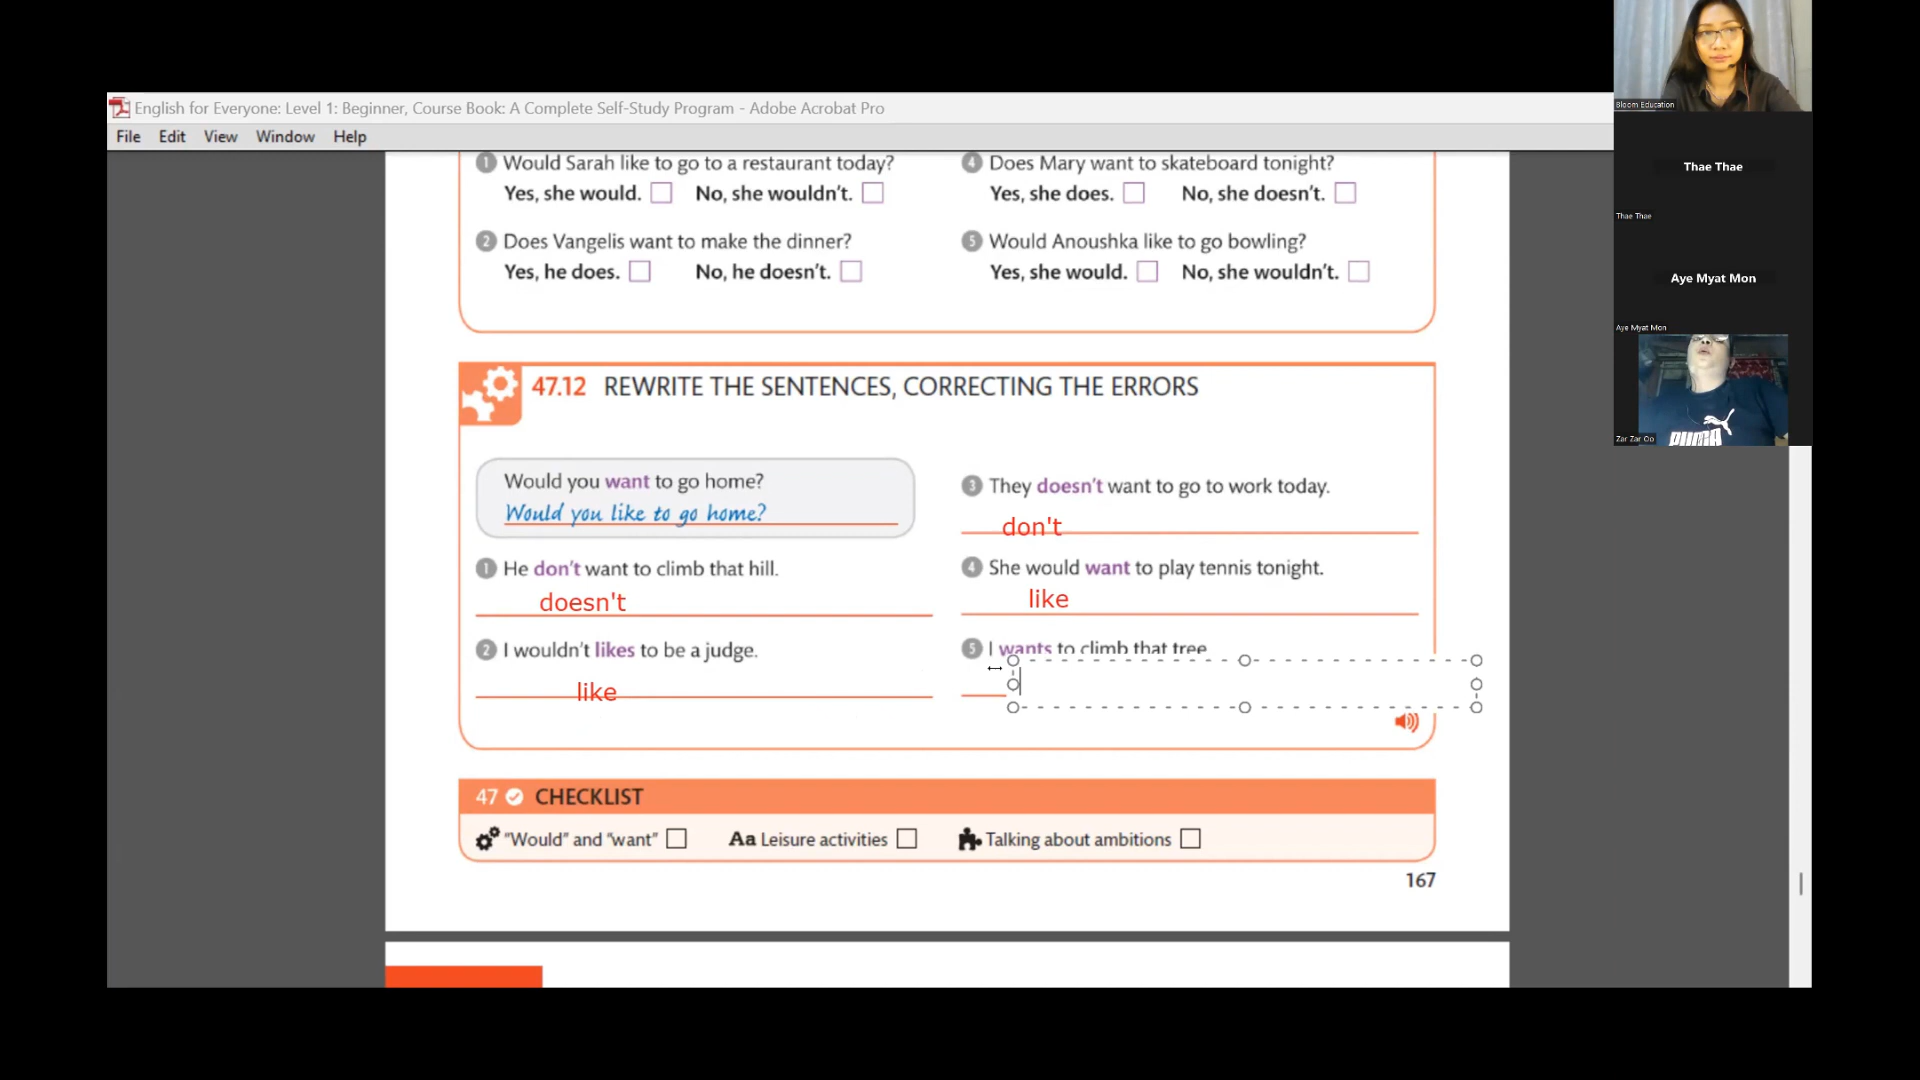 English for Everyone: Level 1: Beginner, Course Book: A Complete Self-Study Program - Adobe Acrobat Pro
File Edit View Window Help
1 Would Sarah like to go to a restaurant today?
Yes, she would. No, she wouldn't.
2 Does Vangelis want to make the dinner?
Yes, he does. No, he doesn't.
4 Does Mary want to skateboard tonight?
Yes, she does. No, she doesn't.
5 Would Anoushka like to go bowling?
Yes, she would. No, she wouldn't.
47.12 REWRITE THE SENTENCES, CORRECTING THE ERRORS
Would you want to go home?
Would you like to go home?
1 He don't want to climb that hill.
doesn't
2 I wouldn't likes to be a judge.
like
3 They doesn't want to go to work today.
don't
4 She would want to play tennis tonight.
like
5 I wants to climb that tree
47 CHECKLIST
"Would" and "want" Aa Leisure activities Talking about ambitions
167
Bloom Education
Thae Thae
Thae Thae
Aye Myat Mon
Aye Myat Mon
PUMA
Zar Zar Oo